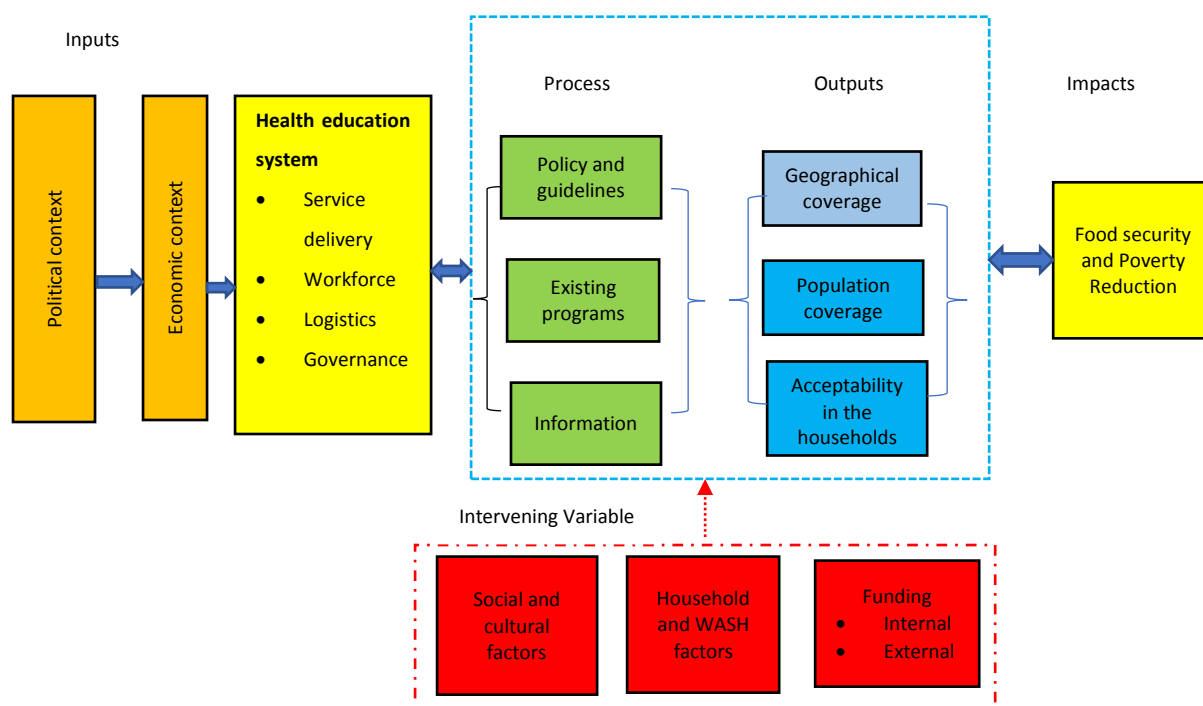 Inputs
Political context
Economic context
Health education
system
• Service
delivery
• Workforce
• Logistics
• Governance
Process
Policy and
guidelines
Existing
programs
Information
Outputs
Geographical
coverage
Population
coverage
Acceptability
in the
households
Impacts
Food security
and Poverty
Reduction
Intervening Variable
Social and
cultural
factors
Household
and WASH
factors
Funding
• Internal
• External